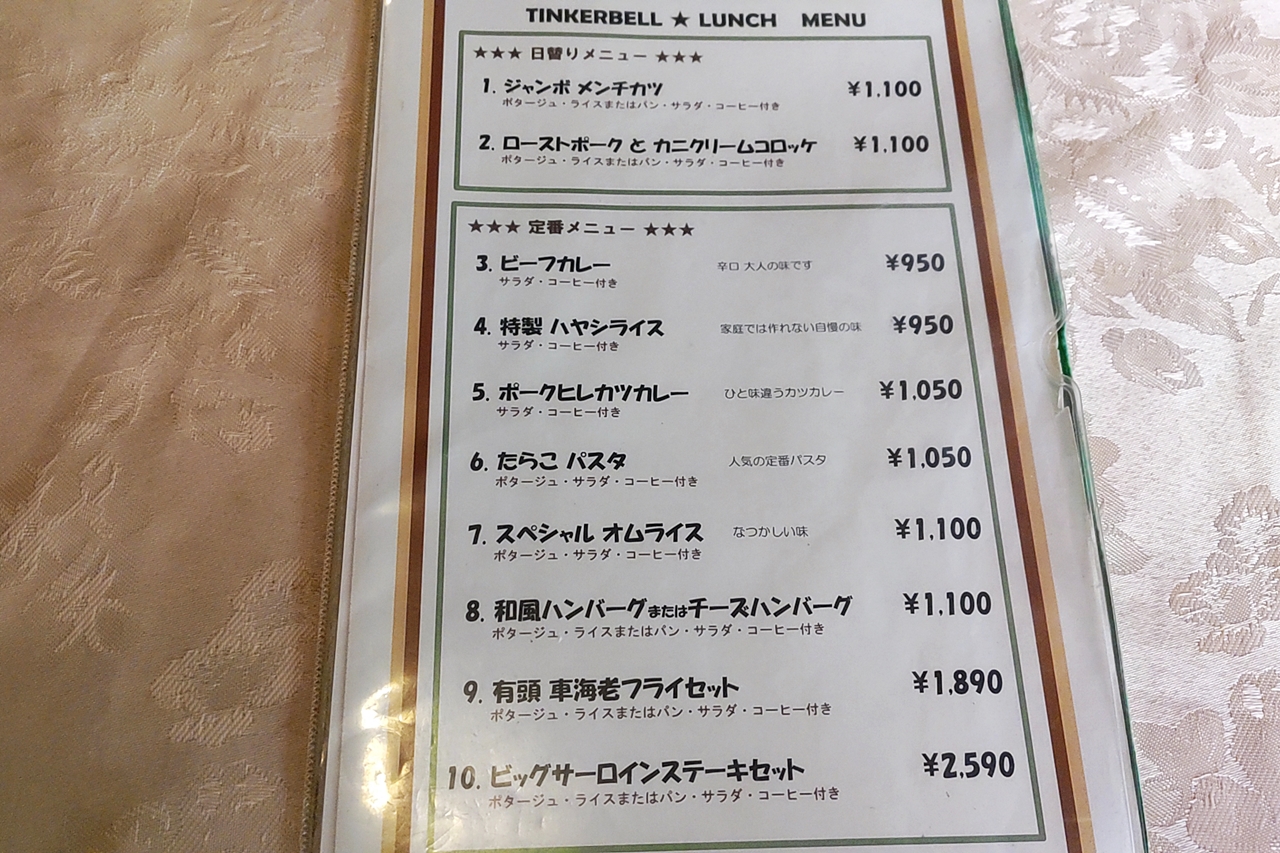 TINKERBELL ★ LUNCH MENU
★★★ 日替りメニュー ★★★
1. ジャンボ メンチカツ ¥1,100
ポタージュ・ライスまたはパン・サラダ・コーヒー付き
2. ローストポーク と カニクリームコロッケ ¥1,100
ポタージュ・ライスまたはパン・サラダ・コーヒー付き
★★★ 定番メニュー ★★★
3. ビーフカレー 辛口 大人の味です ¥950
サラダ・コーヒー付き
4. 特製 ハヤシライス 家庭では作れない自慢の味 ¥950
サラダ・コーヒー付き
5. ポークヒレカツカレー ひと味違うカツカレー ¥1,050
サラダ・コーヒー付き
6. たらこ パスタ 人気の定番パスタ ¥1,050
ポタージュ・サラダ・コーヒー付き
7. スペシャル オムライス なつかしい味 ¥1,100
ポタージュ・サラダ・コーヒー付き
8. 和風ハンバーグまたはチーズハンバーグ ¥1,100
ポタージュ・ライスまたはパン・サラダ・コーヒー付き
9. 有頭 車海老フライセット ¥1,890
ポタージュ・ライスまたはパン・サラダ・コーヒー付き
10. ビッグサーロインステーキセット ¥2,590
ポタージュ・ライスまたはパン・サラダ・コーヒー付き